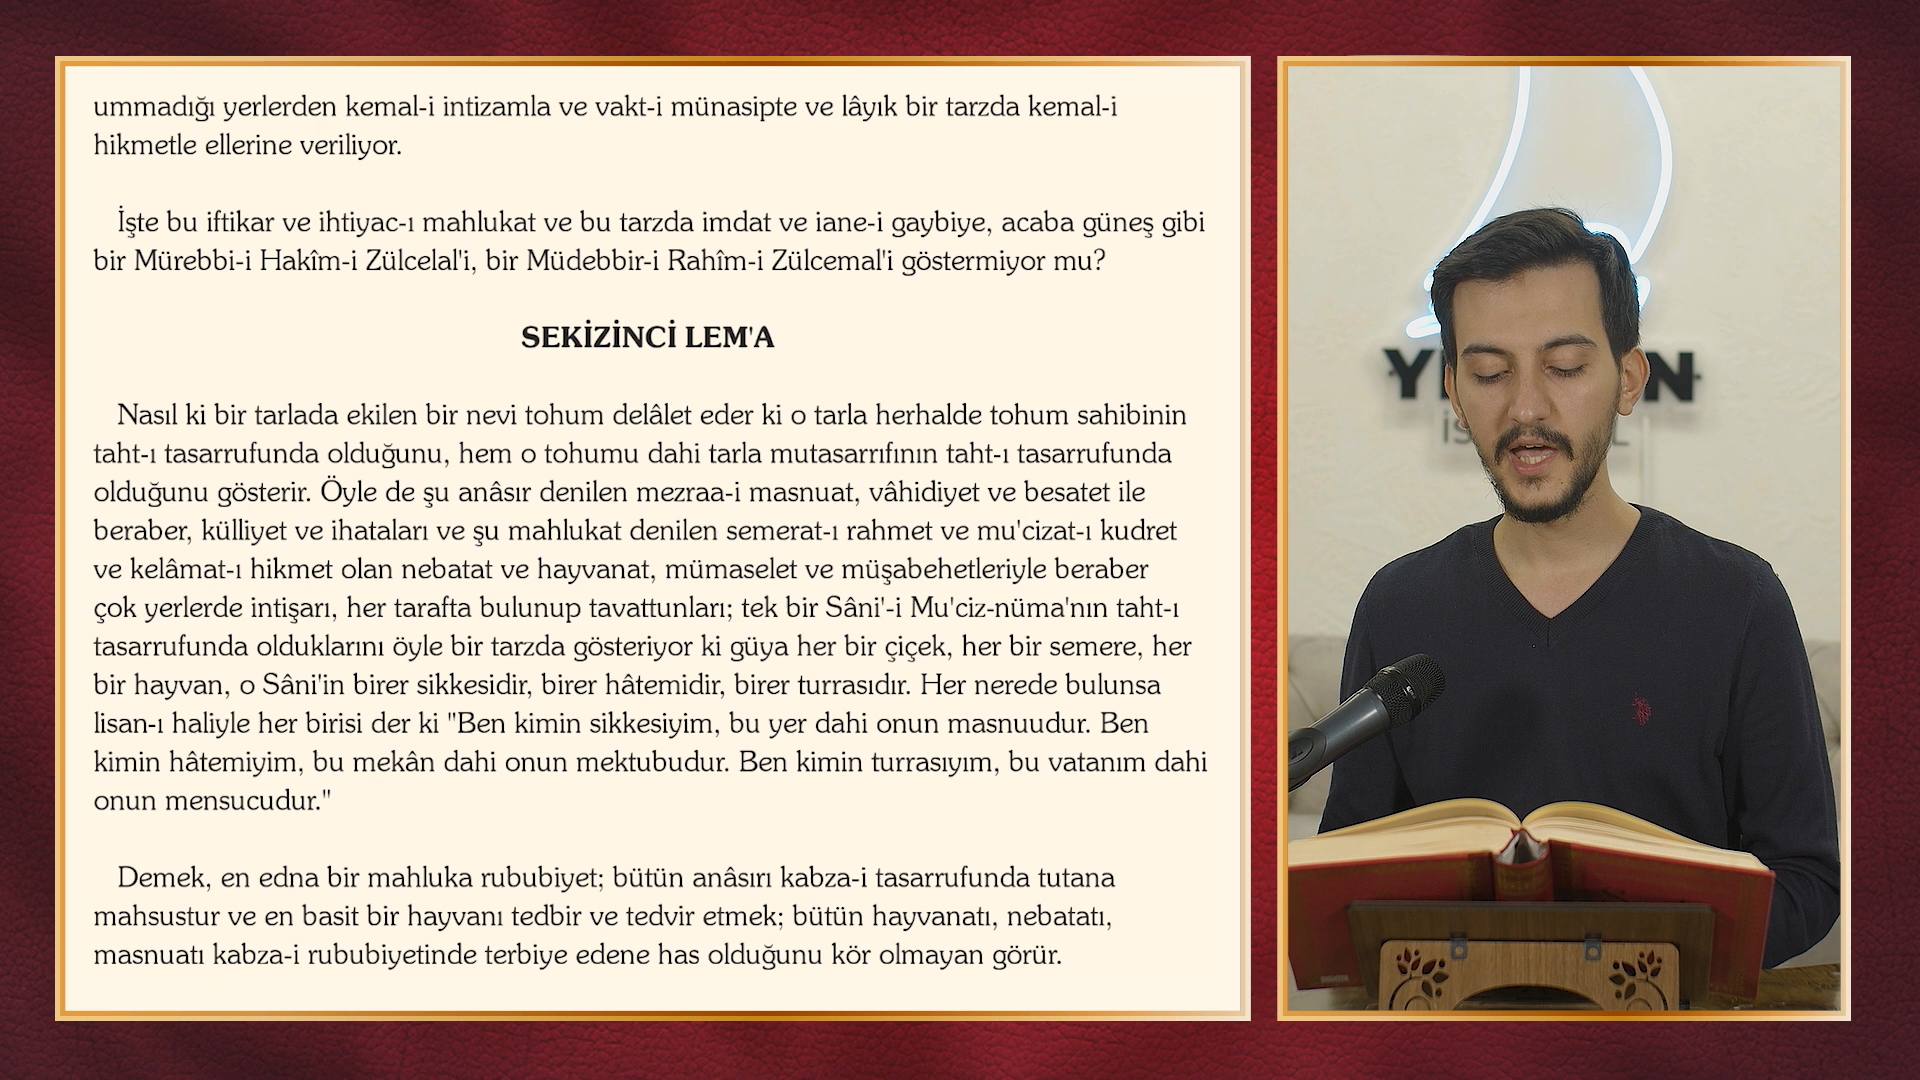 ummadığı yerlerden kemal-i intizamla ve vakt-i münasipte ve lâyık bir tarzda kemal-i
hikmetle ellerine veriliyor.
İşte bu iftikar ve ihtiyac-ı mahlukat ve bu tarzda imdat ve iane-i gaybiye, acaba güneş gibi
bir Mürebbi-i Hakîm-i Zülcelal'i, bir Müdebbir-i Rahîm-i Zülcemal'i göstermiyor mu?
SEKİZİNCİ LEM'A
Nasıl ki bir tarlada ekilen bir nevi tohum delâlet eder ki o tarla herhalde tohum sahibinin
taht-ı tasarrufunda olduğunu, hem o tohumu dahi tarla mutasarrıfının taht-ı tasarrufunda
olduğunu gösterir. Öyle de şu anâsır denilen mezraa-i masnuat, vâhidiyet ve besatet ile
beraber, külliyet ve ihataları ve şu mahlukat denilen semerat-ı rahmet ve mu'cizat-ı kudret
ve kelâmat-ı hikmet olan nebatat ve hayvanat, mümaselet ve müşabehetleriyle beraber
çok yerlerde intişarı, her tarafta bulunup tavattunları; tek bir Sâni'-i Mu'ciz-nüma'nın taht-ı
tasarrufunda olduklarını öyle bir tarzda gösteriyor ki güya her bir çiçek, her bir semere, her
bir hayvan, o Sâni'in birer sikkesidir, birer hâtemidir, birer turrasıdır. Her nerede bulunsa
lisan-ı haliyle her birisi der ki "Ben kimin sikkesiyim, bu yer dahi onun masnuudur. Ben
kimin hâtemiyim, bu mekân dahi onun mektubudur. Ben kimin turrasıyım, bu vatanım dahi
onun mensucudur."
Demek, en edna bir mahluka rububiyet; bütün anâsırı kabza-i tasarrufunda tutana
mahsustur ve en basit bir hayvanı tedbir ve tedvir etmek; bütün hayvanatı, nebatatı,
masnuatı kabza-i rububiyetinde terbiye edene has olduğunu kör olmayan görür.